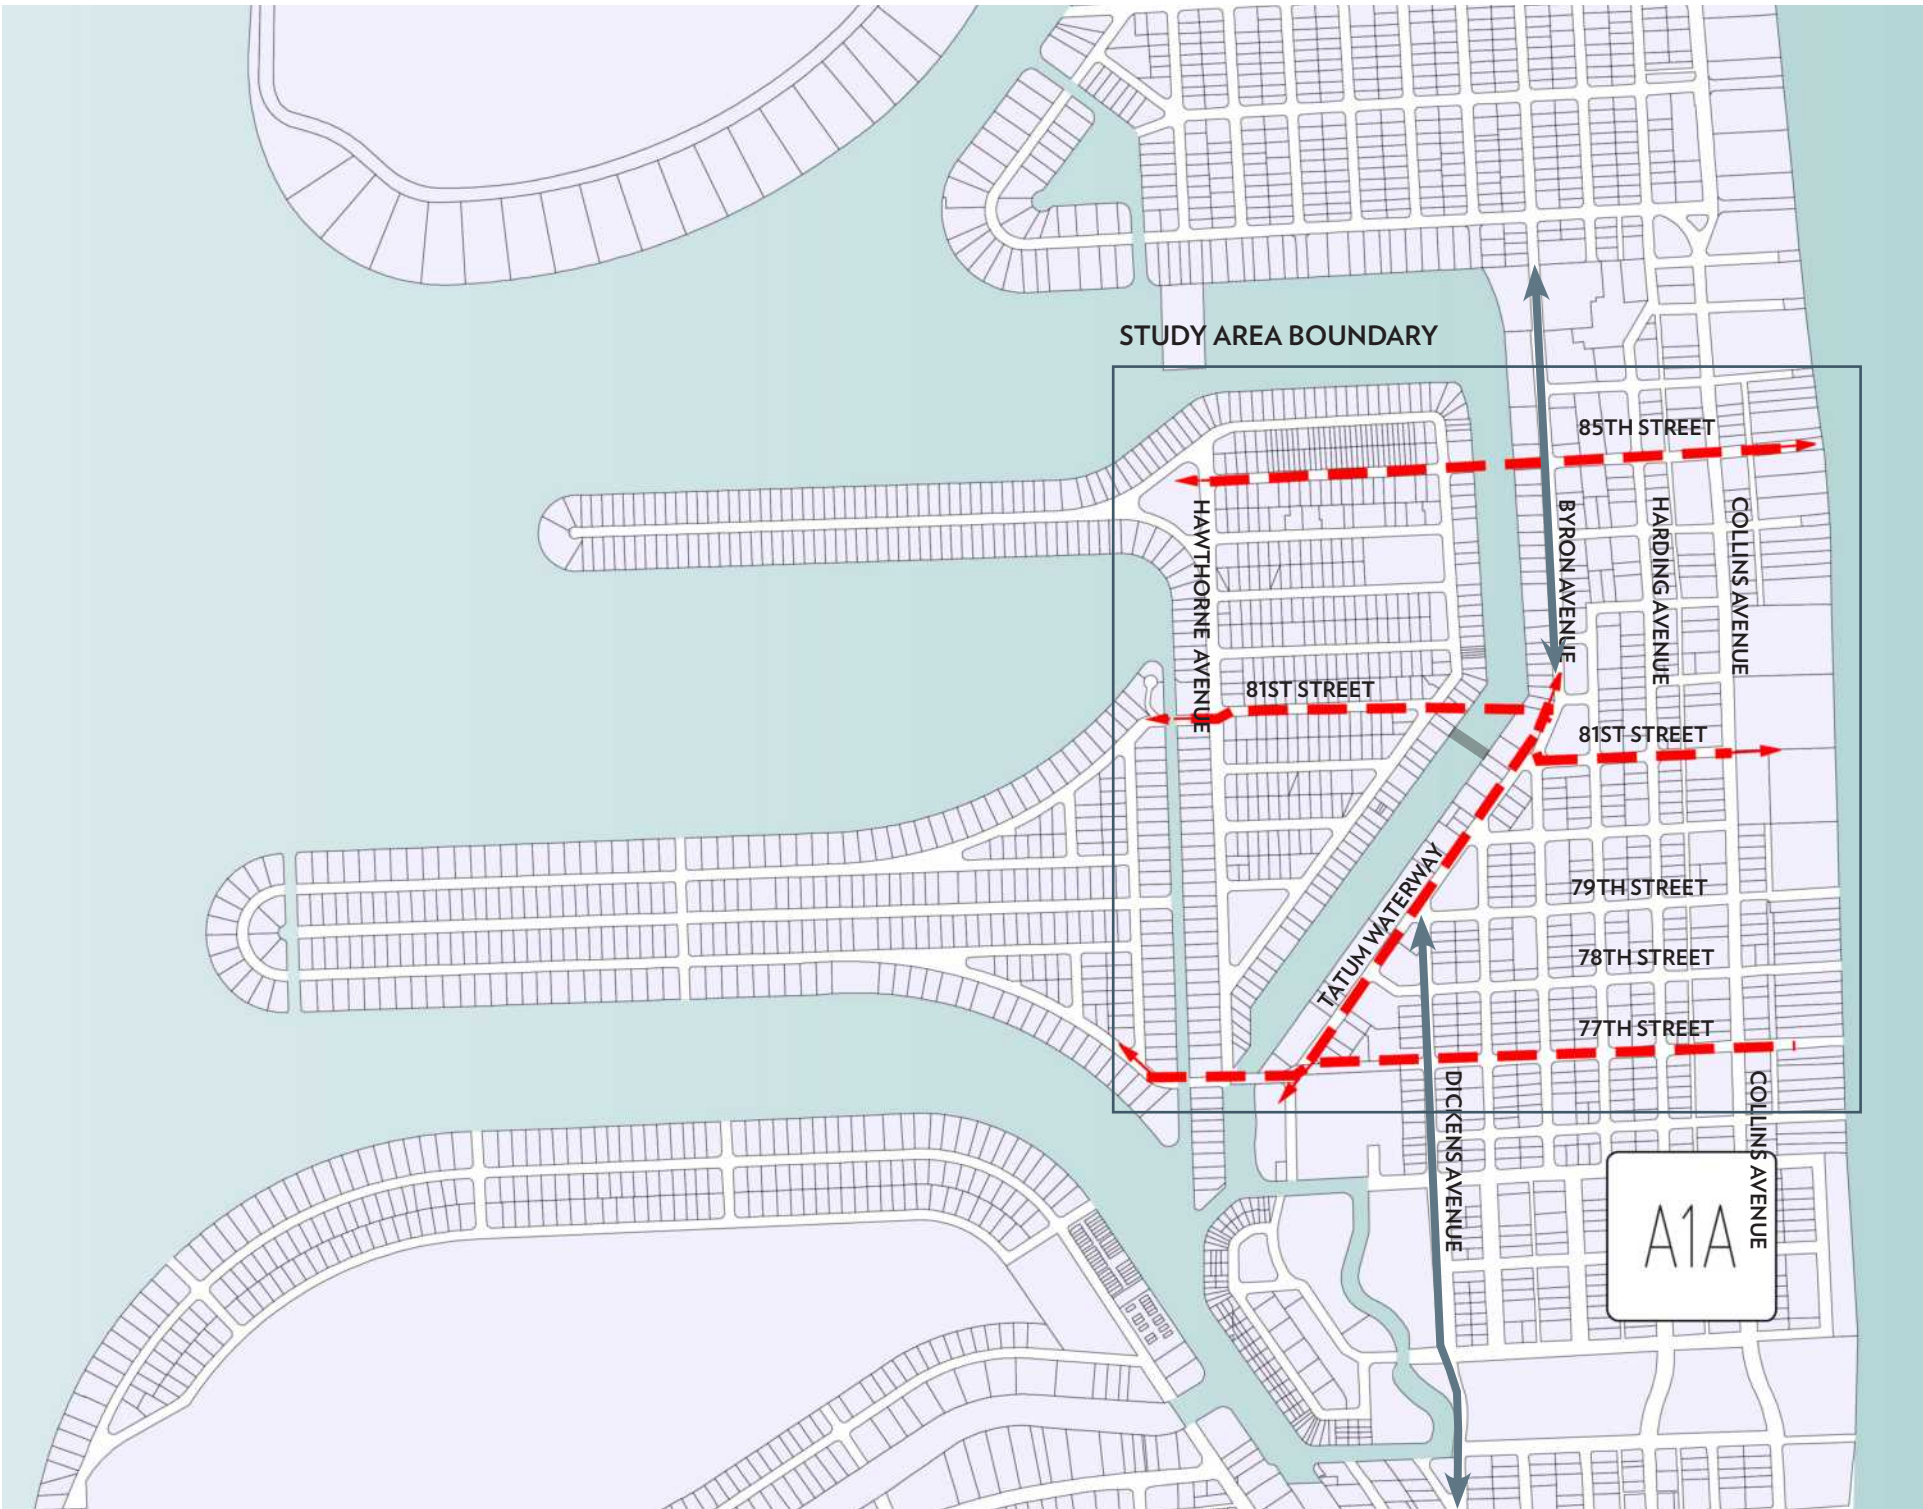 STUDY AREA BOUNDARY
85TH STREET
HAWTHORNE AVENUE
BYRON AVENUE
HARDING AVENUE
COLLINS AVENUE
81ST STREET
81ST STREET
TATUM WATERWAY
79TH STREET
78TH STREET
77TH STREET
DICKENS AVENUE
COLLINS AVENUE
A1A